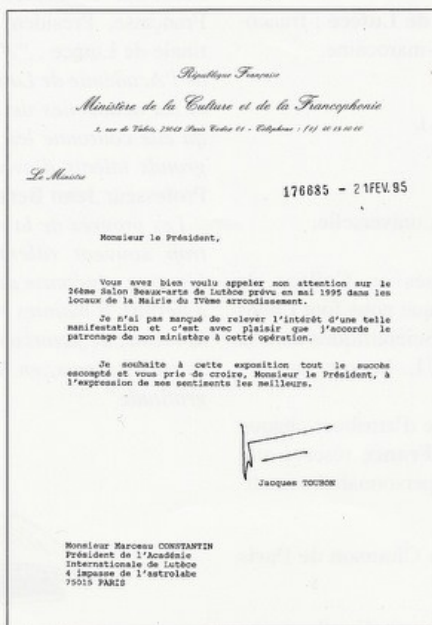 République Française
Ministère de la Culture et de la Francophonie
3, rue de Valois, 75042 Paris Cedex 01 - Téléphone : (1) 40 15 80 00
Le Ministre
176685 - 21FEV.95
Monsieur le Président,
Vous avez bien voulu appeler mon attention sur le
26ème Salon Beaux-arts de Lutèce prévu en mai 1995 dans les
locaux de la Mairie du IVème arrondissement.
Je n'ai pas manqué de relever l'intérêt d'une telle
manifestation et c'est avec plaisir que j'accorde le
patronage de mon ministère à cette opération.
Je souhaite à cette exposition tout le succès
escompté et vous prie de croire, Monsieur le Président, à
l'expression de mes sentiments les meilleurs.
Jacques TOUBON
Monsieur Marceau CONSTANTIN
Président de l'Académie
Internationale de Lutèce
4 impasse de l'astrolabe
75015 PARIS